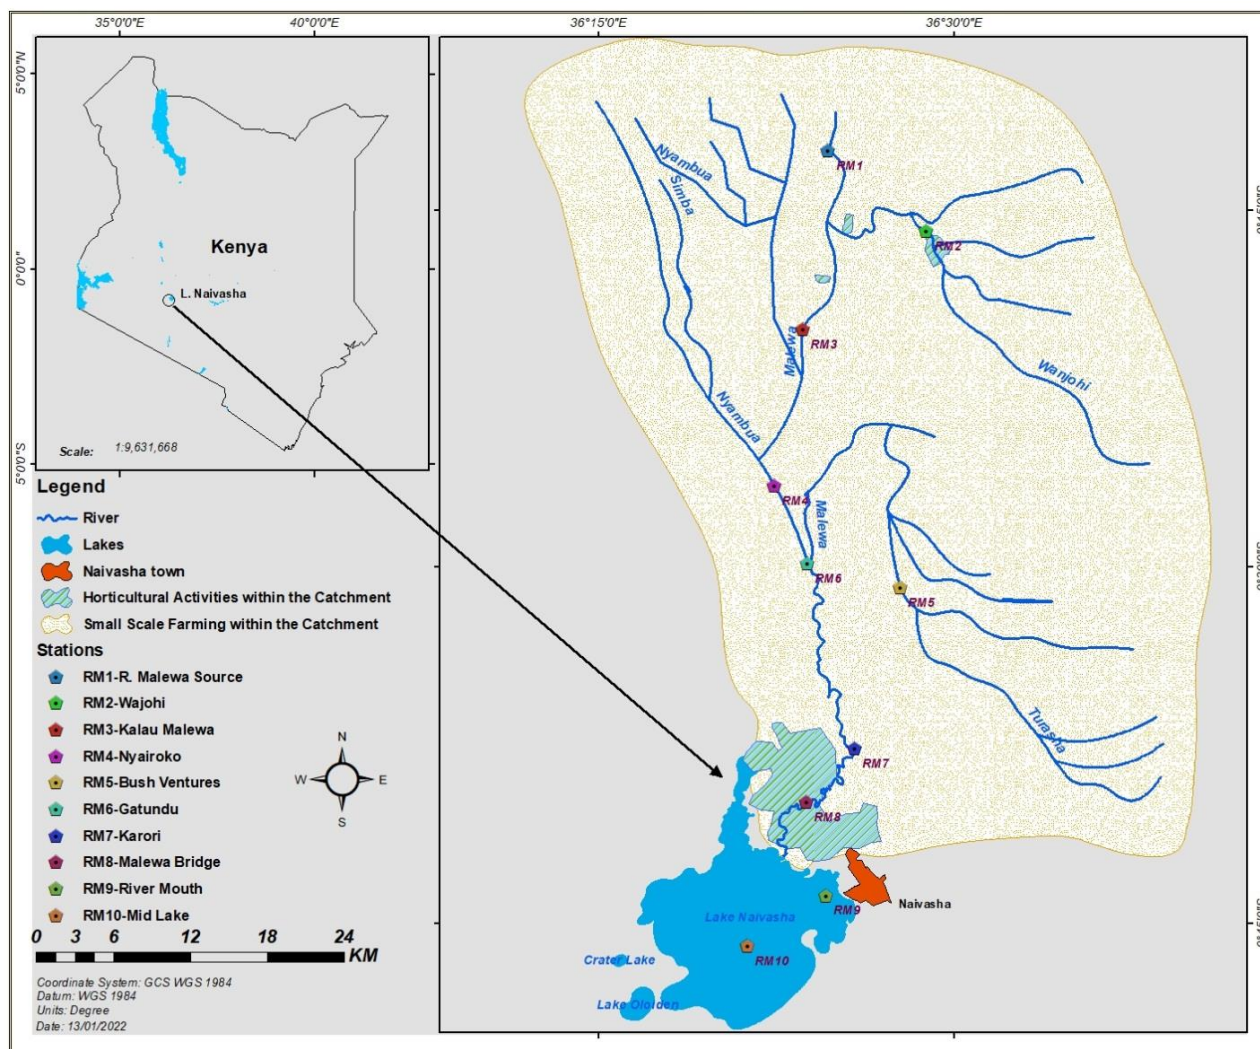 35°0'0"E
40°0'0"E
36°15'0"E
36°30'0"E
5°0'0"N
0°0'0"
5°0'0"S
Kenya
L. Naivasha
Scale: 1:9,631,668
Legend
River
Lakes
Naivasha town
Horticultural Activities within the Catchment
Small Scale Farming within the Catchment
Stations
RM1-R. Malewa Source
RM2-Wajohi
RM3-Kalau Malewa
RM4-Nyairoko
RM5-Bush Ventures
RM6-Gatundu
RM7-Karori
RM8-Malewa Bridge
RM9-River Mouth
RM10-Mid Lake
N
W E
S
0 3 6 12 18 24
KM
Coordinate System: GCS WGS 1984
Datum: WGS 1984
Units: Degree
Date: 13/01/2022
Nyambua
Simba
RM1
RM2
Malewa
RM3
Wanjohi
Nyambua
RM4
Malewa
RM6
RM5
Turasha
RM7
RM8
Naivasha
RM9
Lake Naivasha
RM10
Crater Lake
Lake Oloiden